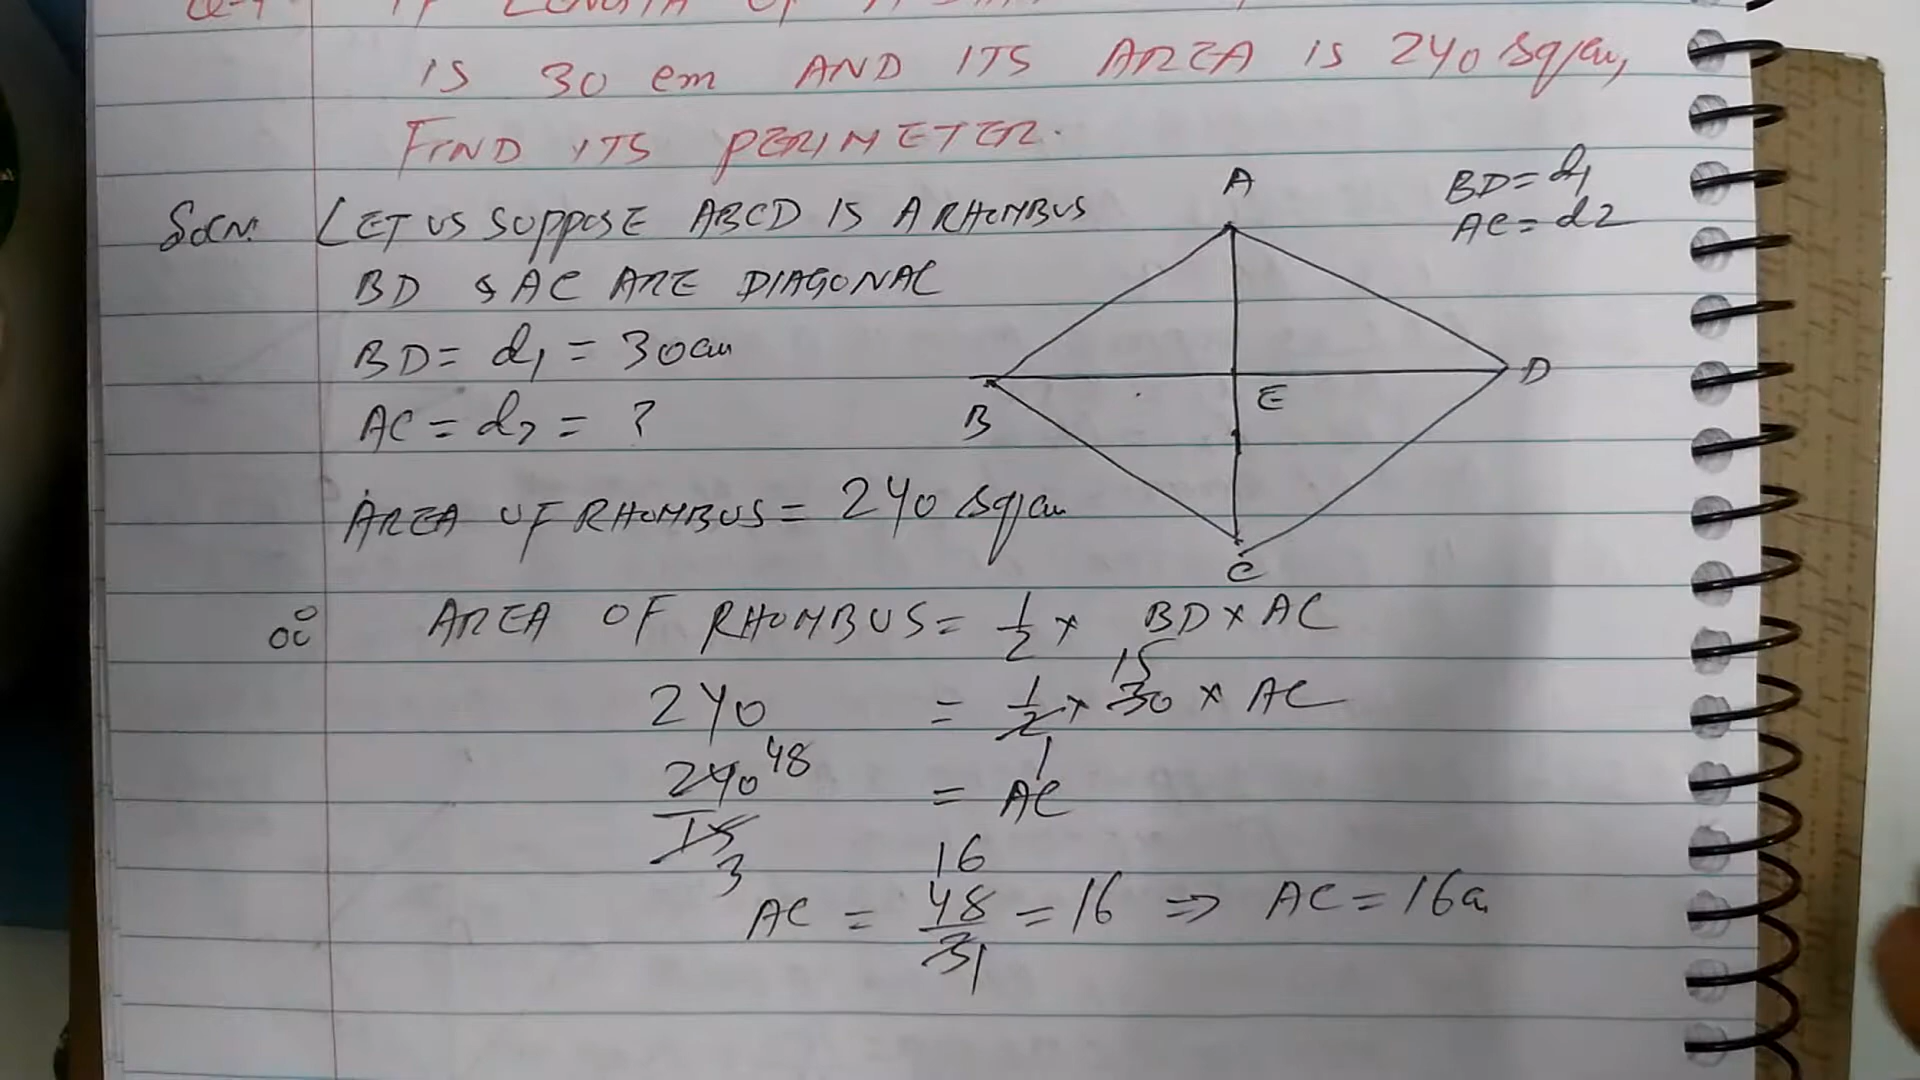 IS 30 cm AND ITS AREA IS 240 sq/cm,
FIND ITS PERIMETER.
Soln. LET US SUPPOSE ABCD IS A RHOMBUS
BD & AC ARE DIAGONAL
BD = d1 = 30cm
AC = d2 = ?
AREA OF RHOMBUS = 240 sq/cm
A
B
E
D
C
BD = d1
AC = d2
AREA OF RHOMBUS = 1/2 × BD × AC
15
240 = 1/2 × 30 × AC
1
240 48
/15 = AC
3
16
AC = 48/3 = 16 ⇒ AC = 16cm
1